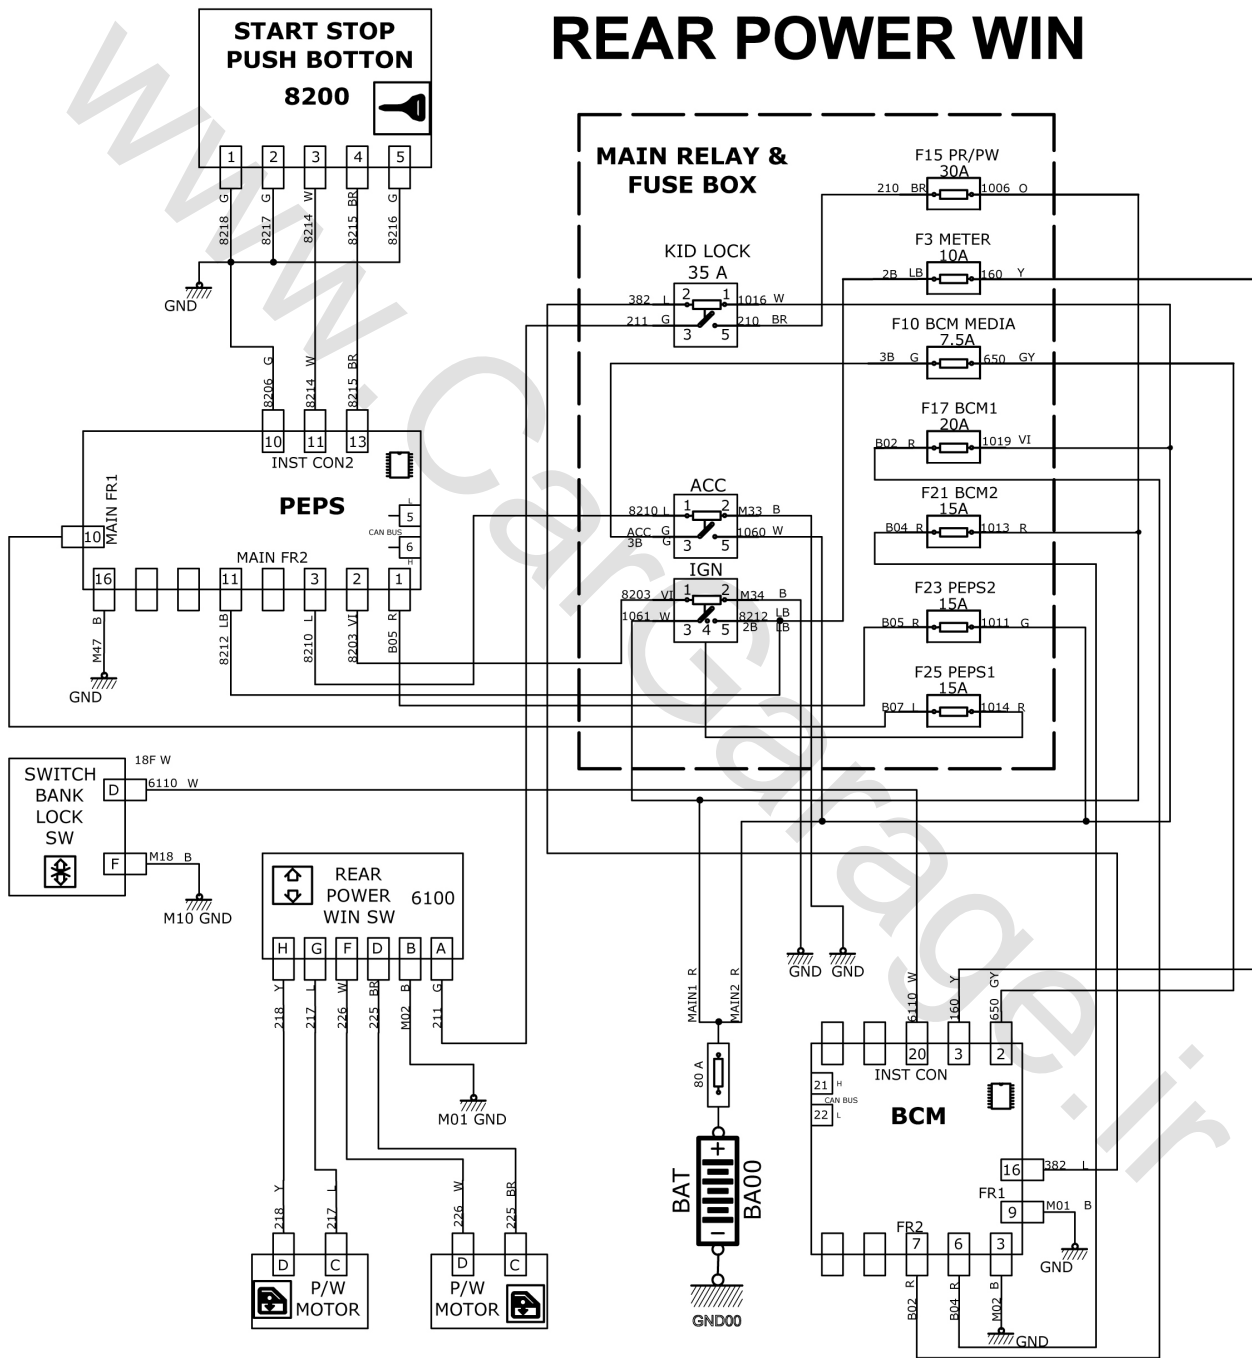 REAR POWER WIN
START STOP
PUSH BOTTON
8200
1 2 3 4 5
8218 G
8217 G
8214 W
8215 BR
8216 G
GND
8206 G
8214 W
8215 BR
10 11 13
INST CON2
PEPS
MAIN FR1
10
L
5
CAN BUS
6
H
MAIN FR2
16 11 3 2 1
M47 B
8212 LB
8210 L
8203 VI
B05 R
GND
MAIN RELAY &
FUSE BOX
F15 PR/PW
30A
210 BR 1006 O
F3 METER
10A
2B LB 160 Y
KID LOCK
35 A
382 L 2 1 1016 W
211 G 3 5 210 BR
F10 BCM MEDIA
7.5A
3B G 650 GY
F17 BCM1
20A
B02 R 1019 VI
ACC
8210 L 1 2 M33 B
ACC G 3 5 1060 W
3B G
F21 BCM2
15A
B04 R 1013 R
IGN
8203 VI 1 2 M34 B
1061 W 3 4 5 8212 LB
2B LB
F23 PEPS2
15A
B05 R 1011 G
F25 PEPS1
15A
B07 L 1014 R
SWITCH
BANK
LOCK
SW
18F W
D 6110 W
F M18 B
M10 GND
REAR
POWER
WIN SW
6100
H G F D B A
218 Y
217 L
226 W
225 BR
M02 B
211 G
M01 GND
218 Y
217 L
226 W
225 BR
D C
P/W
MOTOR
D C
P/W
MOTOR
GND GND
MAIN1 R
MAIN2 R
80 A
+
BAT
BA00
−
GND00
6110 W
160 Y
650 GY
20 3 2
INST CON
21 H
CAN BUS
22 L
BCM
16 382 L
FR1
9 M01 B
GND
FR2
7 6 3
B02 R
B04 R
M02 B
GND
www.CarGarage.ir